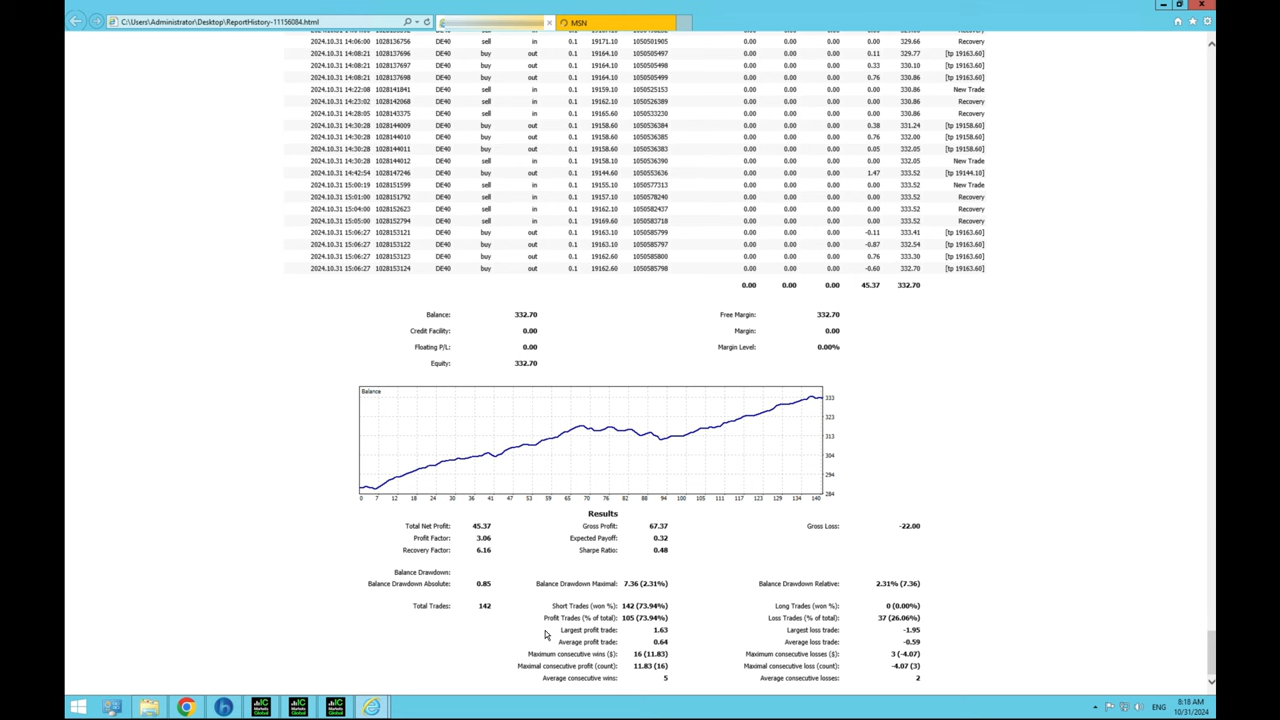 C:\Users\Administrator\Desktop\ReportHistory-11156084.html MSN
2024.10.31 14:06:00 1028136756 DE40 sell in 0.1 19171.10 1050501905 0.00 0.00 0.00 0.00 329.66 Recovery
2024.10.31 14:08:21 1028137696 DE40 buy out 0.1 19164.10 1050505497 0.00 0.00 0.00 0.11 329.77 [tp 19163.60]
2024.10.31 14:08:21 1028137697 DE40 buy out 0.1 19164.10 1050505498 0.00 0.00 0.00 0.33 330.10 [tp 19163.60]
2024.10.31 14:08:21 1028137698 DE40 buy out 0.1 19164.10 1050505499 0.00 0.00 0.00 0.76 330.86 [tp 19163.60]
2024.10.31 14:22:08 1028141841 DE40 sell in 0.1 19159.10 1050525153 0.00 0.00 0.00 0.00 330.86 New Trade
2024.10.31 14:23:02 1028142068 DE40 sell in 0.1 19162.10 1050526389 0.00 0.00 0.00 0.00 330.86 Recovery
2024.10.31 14:28:05 1028143375 DE40 sell in 0.1 19165.60 1050533230 0.00 0.00 0.00 0.00 330.86 Recovery
2024.10.31 14:30:28 1028144009 DE40 buy out 0.1 19158.60 1050536384 0.00 0.00 0.00 0.38 331.24 [tp 19158.60]
2024.10.31 14:30:28 1028144010 DE40 buy out 0.1 19158.60 1050536385 0.00 0.00 0.00 0.76 332.00 [tp 19158.60]
2024.10.31 14:30:28 1028144011 DE40 buy out 0.1 19158.60 1050536383 0.00 0.00 0.00 0.05 332.05 [tp 19158.60]
2024.10.31 14:30:28 1028144012 DE40 sell in 0.1 19158.10 1050536390 0.00 0.00 0.00 0.00 332.05 New Trade
2024.10.31 14:42:54 1028147246 DE40 buy out 0.1 19144.60 1050553636 0.00 0.00 0.00 1.47 333.52 [tp 19144.10]
2024.10.31 15:00:19 1028151599 DE40 sell in 0.1 19155.10 1050577313 0.00 0.00 0.00 0.00 333.52 New Trade
2024.10.31 15:01:00 1028151792 DE40 sell in 0.1 19157.10 1050578240 0.00 0.00 0.00 0.00 333.52 Recovery
2024.10.31 15:04:00 1028152623 DE40 sell in 0.1 19162.10 1050582437 0.00 0.00 0.00 0.00 333.52 Recovery
2024.10.31 15:05:00 1028152794 DE40 sell in 0.1 19169.60 1050583718 0.00 0.00 0.00 0.00 333.52 Recovery
2024.10.31 15:06:27 1028153121 DE40 buy out 0.1 19163.10 1050585799 0.00 0.00 0.00 -0.11 333.41 [tp 19163.60]
2024.10.31 15:06:27 1028153122 DE40 buy out 0.1 19163.10 1050585797 0.00 0.00 0.00 -0.87 332.54 [tp 19163.60]
2024.10.31 15:06:27 1028153123 DE40 buy out 0.1 19162.60 1050585800 0.00 0.00 0.00 0.76 333.30 [tp 19163.60]
2024.10.31 15:06:27 1028153124 DE40 buy out 0.1 19162.60 1050585798 0.00 0.00 0.00 -0.60 332.70 [tp 19163.60]
0.00 0.00 0.00 45.37 332.70
Balance: 332.70 Free Margin: 332.70
Credit Facility: 0.00 Margin: 0.00
Floating P/L: 0.00 Margin Level: 0.00%
Equity: 332.70
Balance
333
323
313
304
294
284
0 7 12 18 24 30 36 41 47 53 59 65 70 76 82 88 94 100 105 111 117 123 129 134 140
Results
Total Net Profit: 45.37 Gross Profit: 67.37 Gross Loss: -22.00
Profit Factor: 3.06 Expected Payoff: 0.32
Recovery Factor: 6.16 Sharpe Ratio: 0.48
Balance Drawdown:
Balance Drawdown Absolute: 0.85 Balance Drawdown Maximal: 7.36 (2.31%) Balance Drawdown Relative: 2.31% (7.36)
Total Trades: 142 Short Trades (won %): 142 (73.94%) Long Trades (won %): 0 (0.00%)
Profit Trades (% of total): 105 (73.94%) Loss Trades (% of total): 37 (26.06%)
Largest profit trade: 1.63 Largest loss trade: -1.95
Average profit trade: 0.64 Average loss trade: -0.59
Maximum consecutive wins ($): 16 (11.83) Maximum consecutive losses ($): 3 (-4.07)
Maximal consecutive profit (count): 11.83 (16) Maximal consecutive loss (count): -4.07 (3)
Average consecutive wins: 5 Average consecutive losses: 2
IC Markets Global IC Markets Global IC Markets Global ENG 8:18 AM
10/31/2024